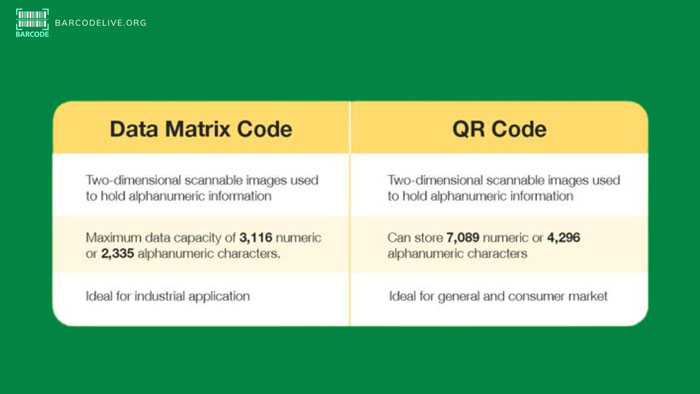 BARCODE
BARCODELIVE.ORG
Data Matrix Code
QR Code
Two-dimensional scannable images used
to hold alphanumeric information
Two-dimensional scannable images used
to hold alphanumeric information
Maximum data capacity of 3,116 numeric
or 2,335 alphanumeric characters.
Can store 7,089 numeric or 4,296
alphanumeric characters
Ideal for industrial application
Ideal for general and consumer market